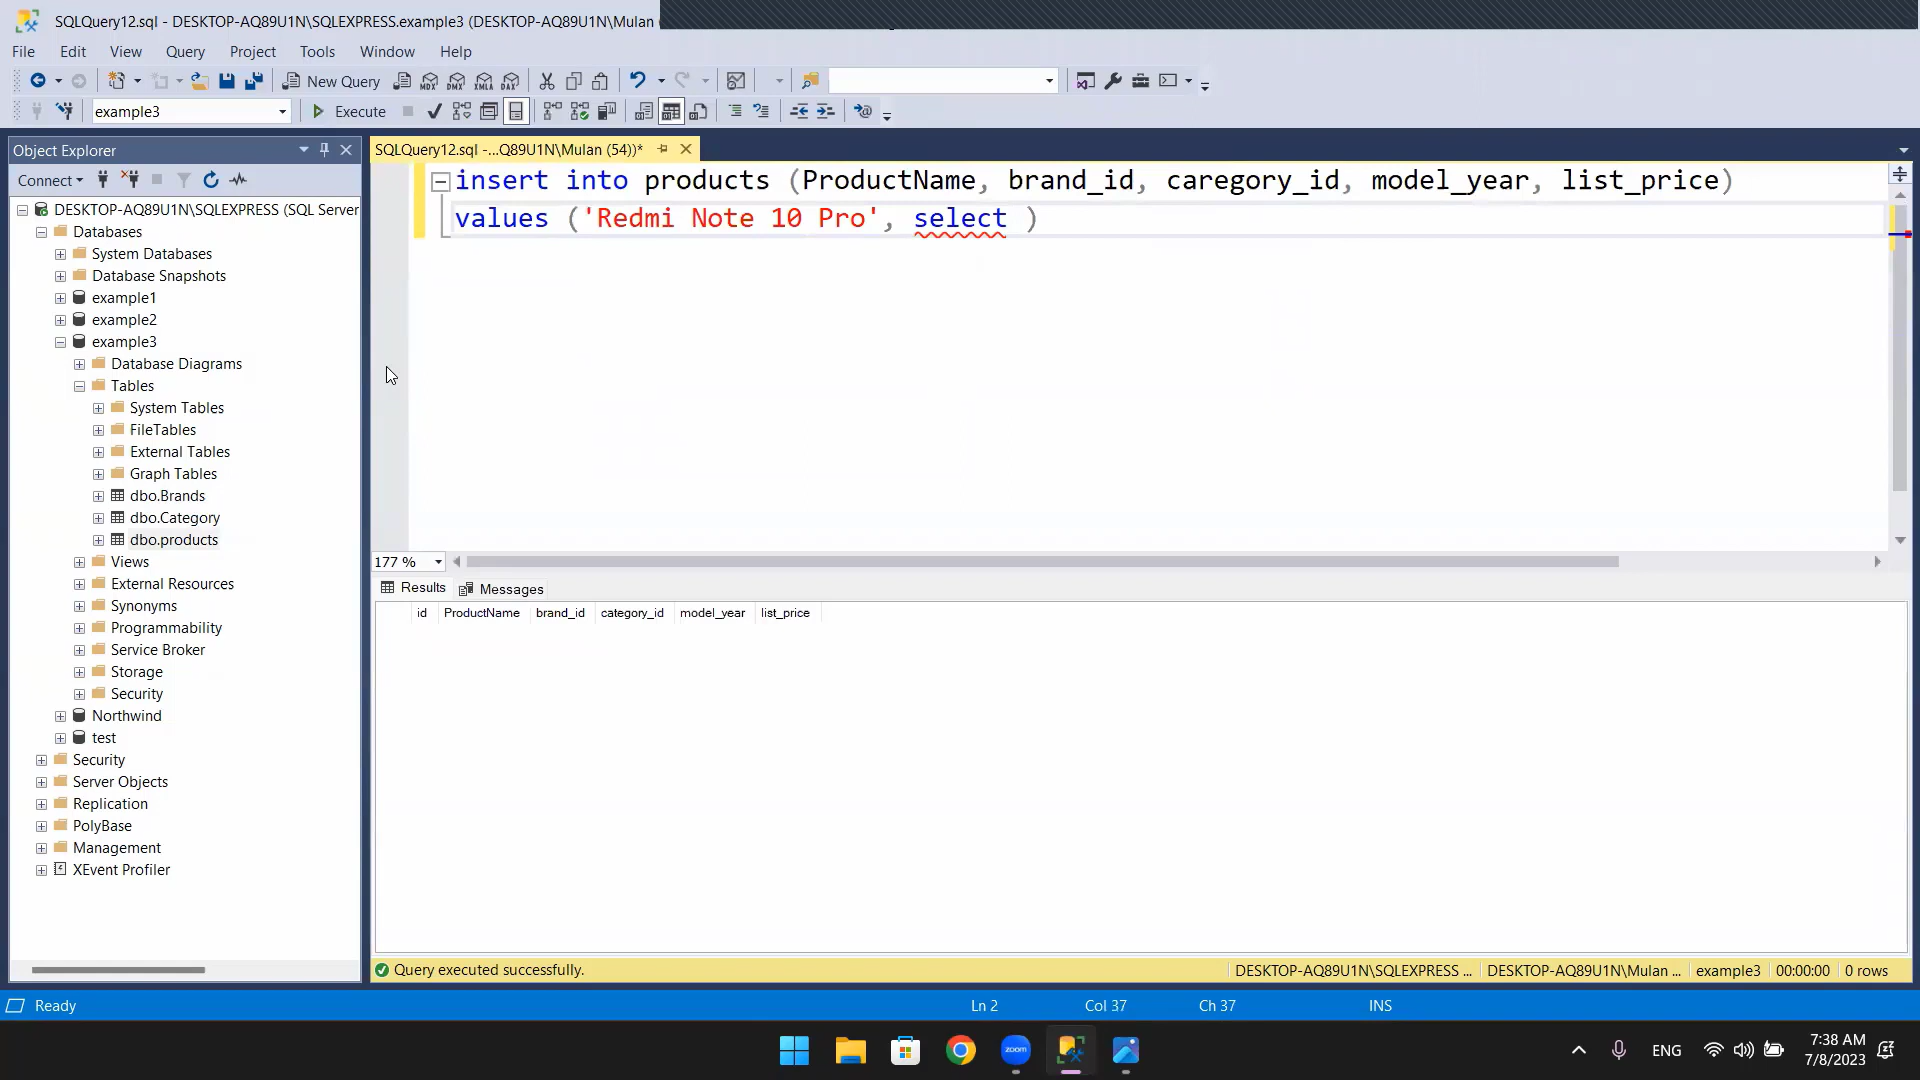 SQLQuery12.sql - DESKTOP-AQ89U1N\SQLEXPRESS.example3 (DESKTOP-AQ89U1N\Mulan
File Edit View Query Project Tools Window Help
New Query
example3 Execute
Object Explorer
Connect
DESKTOP-AQ89U1N\SQLEXPRESS (SQL Server
Databases
System Databases
Database Snapshots
example1
example2
example3
Database Diagrams
Tables
System Tables
FileTables
External Tables
Graph Tables
dbo.Brands
dbo.Category
dbo.products
Views
External Resources
Synonyms
Programmability
Service Broker
Storage
Security
Northwind
test
Security
Server Objects
Replication
PolyBase
Management
XEvent Profiler
SQLQuery12.sql -...Q89U1N\Mulan (54))*
insert into products (ProductName, brand_id, caregory_id, model_year, list_price)
values ('Redmi Note 10 Pro', select )
177 %
Results Messages
id ProductName brand_id category_id model_year list_price
Query executed successfully. DESKTOP-AQ89U1N\SQLEXPRESS ... DESKTOP-AQ89U1N\Mulan ... example3 00:00:00 0 rows
Ready Ln 2 Col 37 Ch 37 INS
zoom
ENG
7:38 AM
7/8/2023